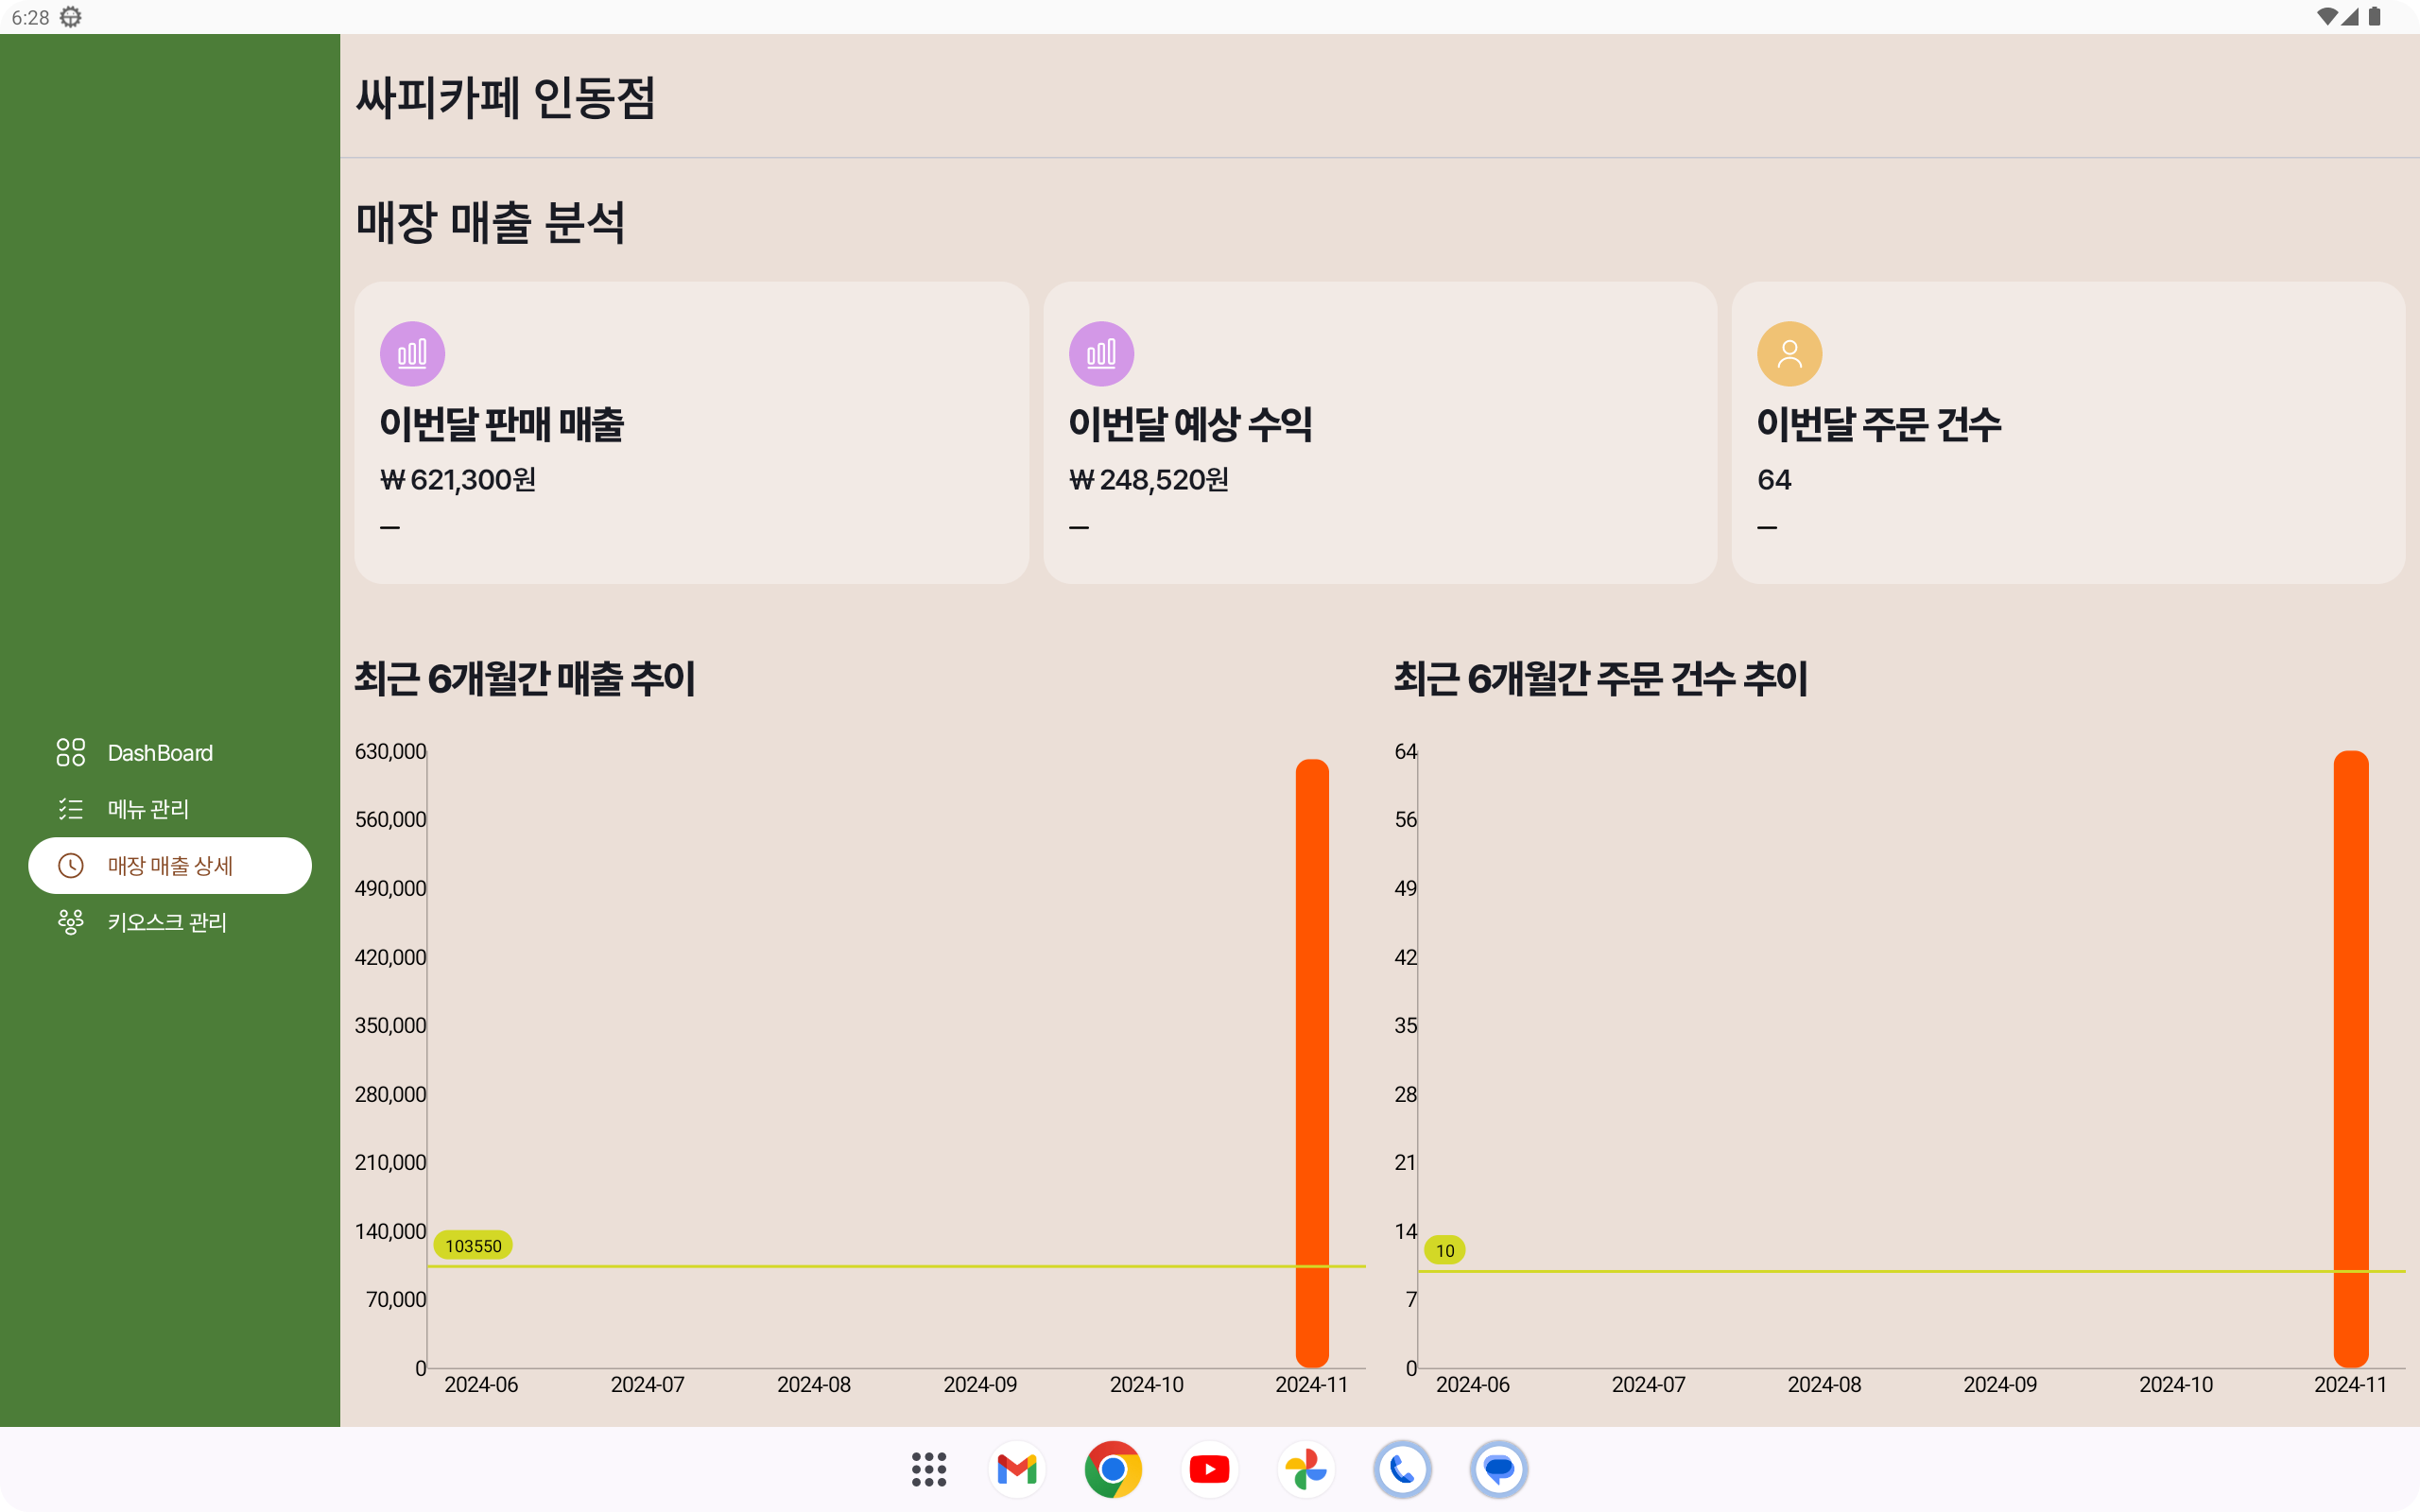 6:28
싸피카페 인동점
매장 매출 분석
이번달 판매 매출
₩ 621,300원
–
이번달 예상 수익
₩ 248,520원
–
이번달 주문 건수
64
–
DashBoard
메뉴 관리
매장 매출 상세
키오스크 관리
최근 6개월간 매출 추이
630,000
560,000
490,000
420,000
350,000
280,000
210,000
140,000
103550
70,000
0
2024-06 2024-07 2024-08 2024-09 2024-10 2024-11
최근 6개월간 주문 건수 추이
64
56
49
42
35
28
21
14
10
7
0
2024-06 2024-07 2024-08 2024-09 2024-10 2024-11